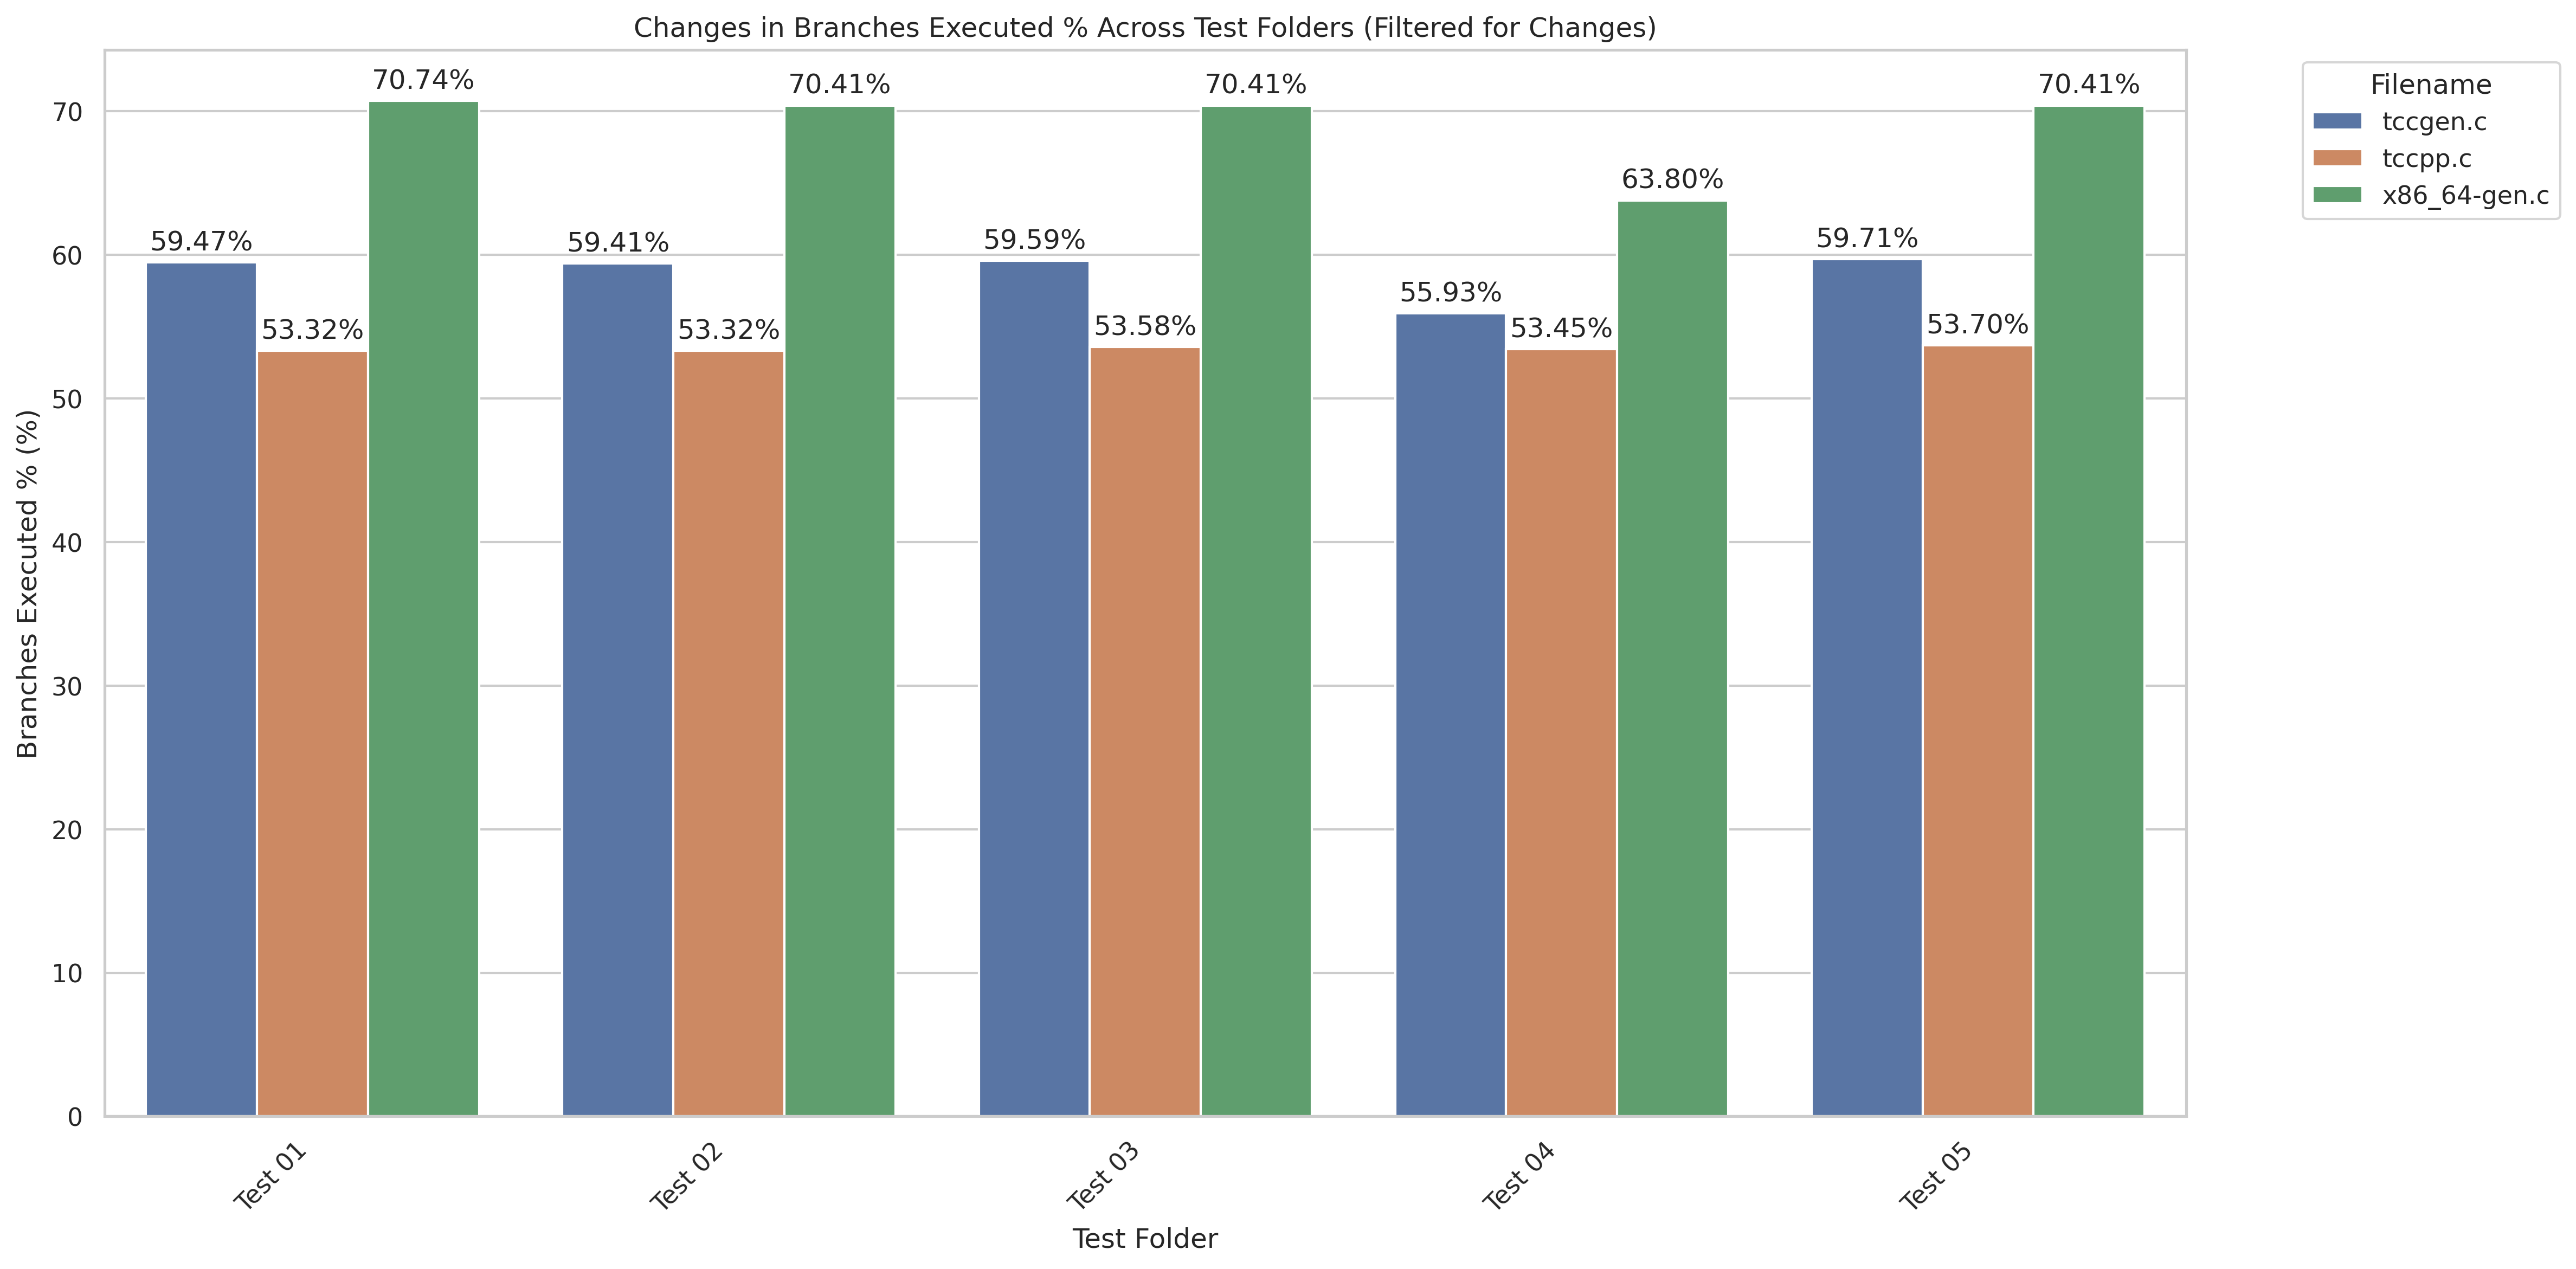 Changes in Branches Executed % Across Test Folders (Filtered for Changes)
Branches Executed % (%)
70
60
50
40
30
20
10
0
59.47%
53.32%
70.74%
59.41%
53.32%
70.41%
59.59%
53.58%
70.41%
55.93%
53.45%
63.80%
59.71%
53.70%
70.41%
Test 01
Test 02
Test 03
Test 04
Test 05
Test Folder
Filename
tccgen.c
tccpp.c
x86_64-gen.c